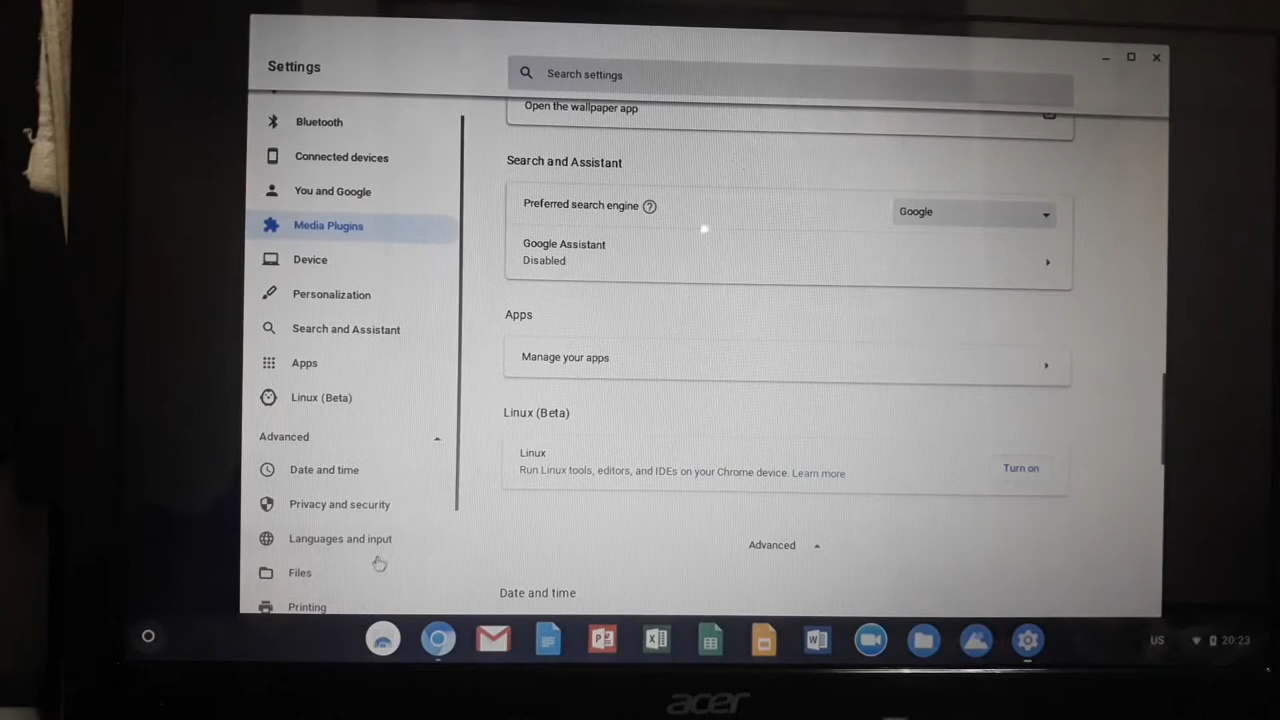 Settings
Search settings
Bluetooth
Connected devices
You and Google
Media Plugins
Device
Personalization
Search and Assistant
Apps
Linux (Beta)
Advanced
Date and time
Privacy and security
Languages and input
Files
Printing
Open the wallpaper app
Search and Assistant
Preferred search engine ?
Google
Google Assistant
Disabled
Apps
Manage your apps
Linux (Beta)
Linux
Run Linux tools, editors, and IDEs on your Chrome device. Learn more
Turn on
Advanced
Date and time
P
X
W
US
20:23
acer